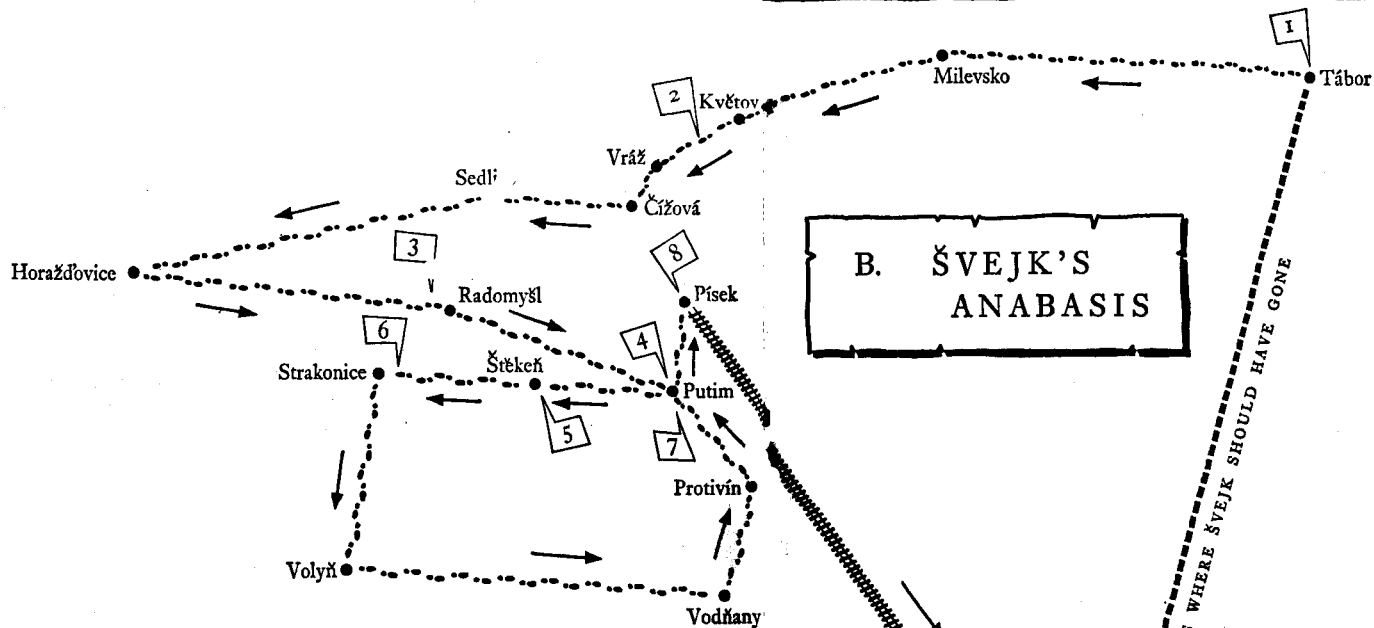 1
Tábor
Milevsko
2
Květov
Vráž
Sedli
Čížová
3
Horažďovice
Radomyšl
8
Písek
B. ŠVEJK'S
ANABASIS
6
Strakonice
Štěkeň
4
Putim
5
7
Protivín
Volyň
Vodňany
WHERE ŠVEJK SHOULD HAVE GONE